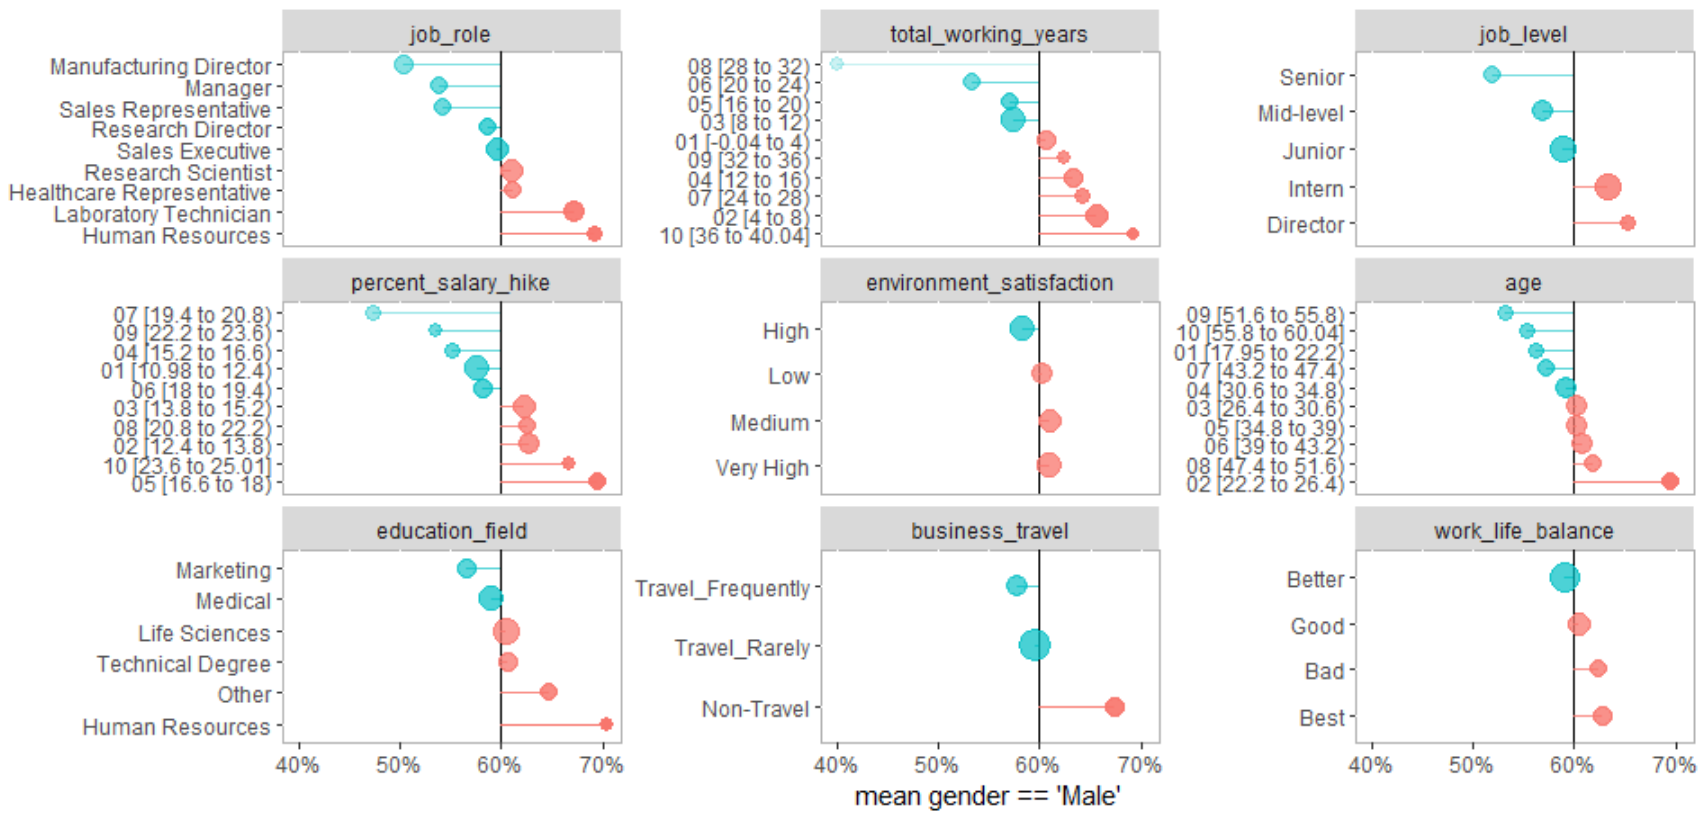 job_role
Manufacturing Director
Manager
Sales Representative
Research Director
Sales Executive
Research Scientist
Healthcare Representative
Laboratory Technician
Human Resources
total_working_years
08 [28 to 32)
06 [20 to 24)
05 [16 to 20)
03 [8 to 12)
01 [-0.04 to 4)
09 [32 to 36)
04 [12 to 16)
07 [24 to 28)
02 [4 to 8)
10 [36 to 40.04]
job_level
Senior
Mid-level
Junior
Intern
Director
percent_salary_hike
07 [19.4 to 20.8)
09 [22.2 to 23.6)
04 [15.2 to 16.6)
01 [10.98 to 12.4)
06 [18 to 19.4)
03 [13.8 to 15.2)
08 [20.8 to 22.2)
02 [12.4 to 13.8)
10 [23.6 to 25.01]
05 [16.6 to 18)
environment_satisfaction
High
Low
Medium
Very High
age
09 [51.6 to 55.8)
10 [55.8 to 60.04]
01 [17.95 to 22.2)
07 [43.2 to 47.4)
04 [30.6 to 34.8)
03 [26.4 to 30.6)
05 [34.8 to 39)
06 [39 to 43.2)
08 [47.4 to 51.6)
02 [22.2 to 26.4)
education_field
Marketing
Medical
Life Sciences
Technical Degree
Other
Human Resources
40% 50% 60% 70%
business_travel
Travel_Frequently
Travel_Rarely
Non-Travel
40% 50% 60% 70%
work_life_balance
Better
Good
Bad
Best
40% 50% 60% 70%
mean gender == 'Male'